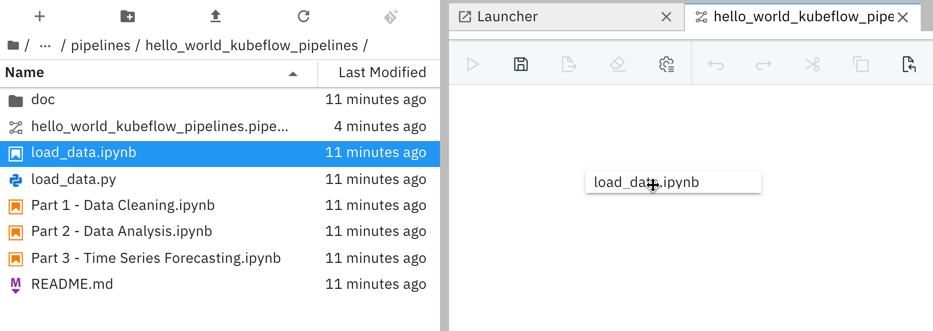 / ... / pipelines / hello_world_kubeflow_pipelines /
Name Last Modified
doc 11 minutes ago
hello_world_kubeflow_pipelines.pipe... 4 minutes ago
load_data.ipynb 11 minutes ago
load_data.py 11 minutes ago
Part 1 - Data Cleaning.ipynb 11 minutes ago
Part 2 - Data Analysis.ipynb 11 minutes ago
Part 3 - Time Series Forecasting.ipynb 11 minutes ago
README.md 11 minutes ago
Launcher
hello_world_kubeflow_pipe
load_data.ipynb